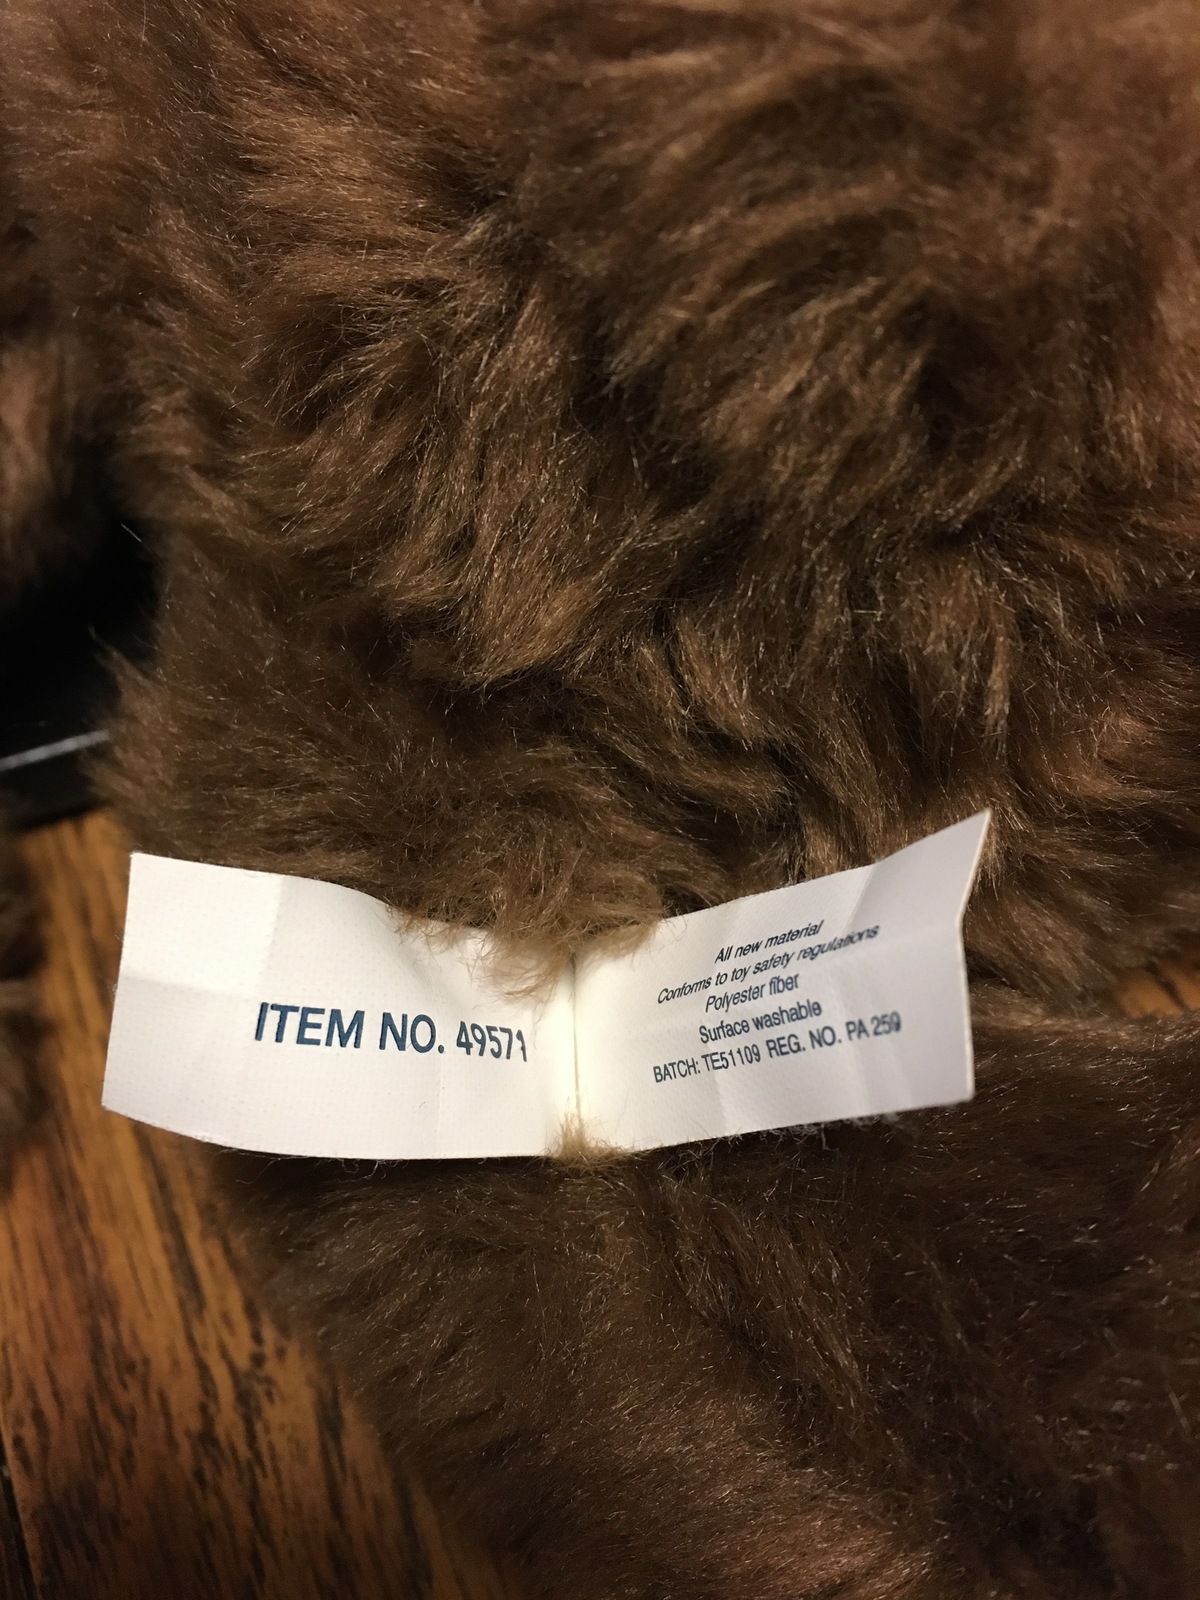 ITEM NO. 49571
All new material
Conforms to toy safety regulations
Polyester fiber
Surface washable
BATCH: TE51109 REG. NO. PA 259